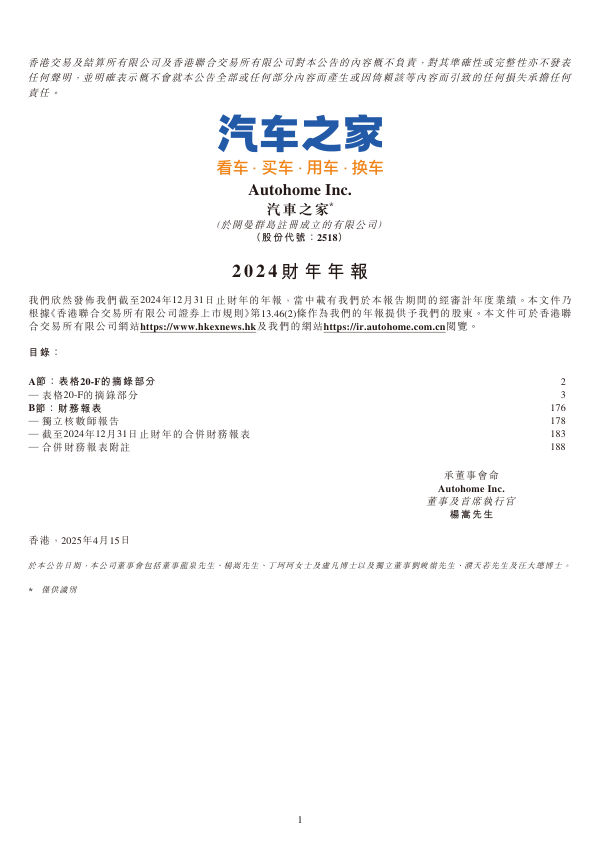 香港交易及結算所有限公司及香港聯合交易所有限公司對本公告的內容概不負責，對其準確性或完整性亦不發表
任何聲明，並明確表示概不會就本公告全部或任何部分內容而產生或因倚賴該等內容而引致的任何損失承擔任何
責任。
汽车之家
看车·买车·用车·换车
Autohome Inc.
汽車之家*
(於開曼群島註冊成立的有限公司)
（股份代號：2518）
2024財年年報
我們欣然發佈我們截至2024年12月31日止財年的年報，當中載有我們於本報告期間的經審計年度業績。本文件乃
根據《香港聯合交易所有限公司證券上市規則》第13.46(2)條作為我們的年報提供予我們的股東。本文件可於香港聯
合交易所有限公司網站https://www.hkexnews.hk及我們的網站https://ir.autohome.com.cn閱覽。
目錄：
A節：表格20-F的摘錄部分 2
— 表格20-F的摘錄部分 3
B節：財務報表 176
— 獨立核數師報告 178
— 截至2024年12月31日止財年的合併財務報表 183
— 合併財務報表附註 188
承董事會命
Autohome Inc.
董事及首席執行官
楊嵩先生
香港，2025年4月15日
於本公告日期，本公司董事會包括董事龍泉先生、楊嵩先生、丁珂珂女士及盧凡博士以及獨立董事劉峻嶺先生、濮天若先生及汪大總博士。
* 僅供識別
1